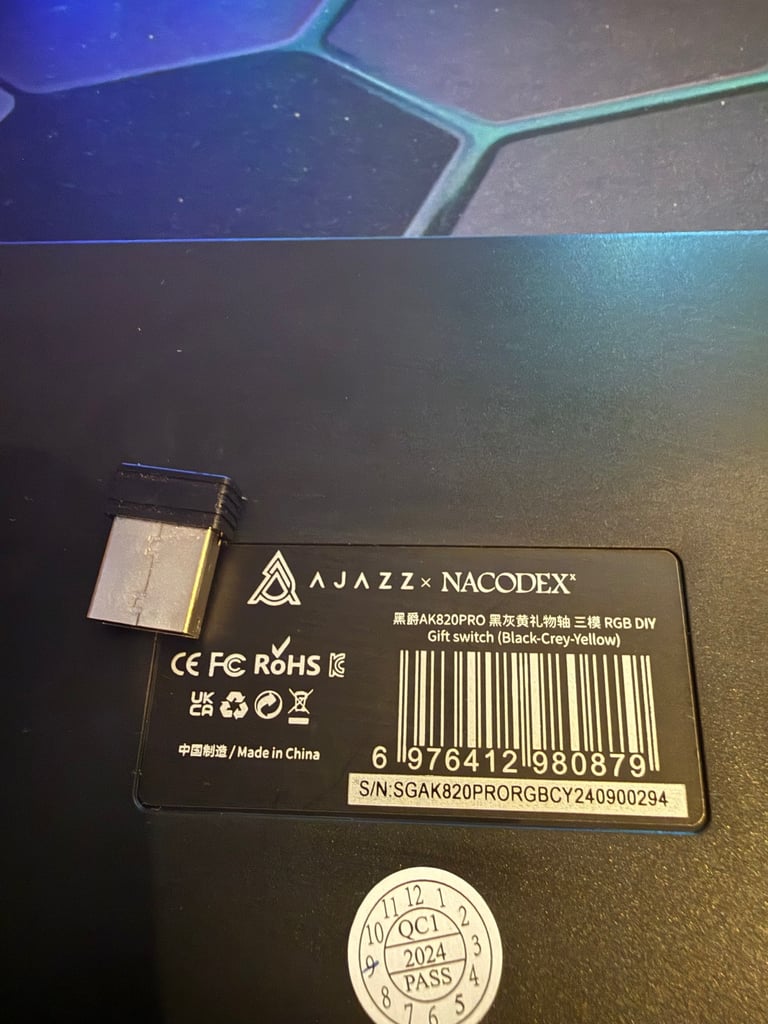 AJAZZ × NACODEX x
黑爵AK820PRO 黑灰黄礼物轴 三模 RGB DIY
Gift switch (Black-Crey-Yellow)
CE FC RoHS KC
UK
CA
中国制造 / Made in China
6 976412 980879
S/N:SGAK820PRORGBCY240900294
12 1 2 3 4 5 6 7 8 9 10 11
QC1
2024
PASS